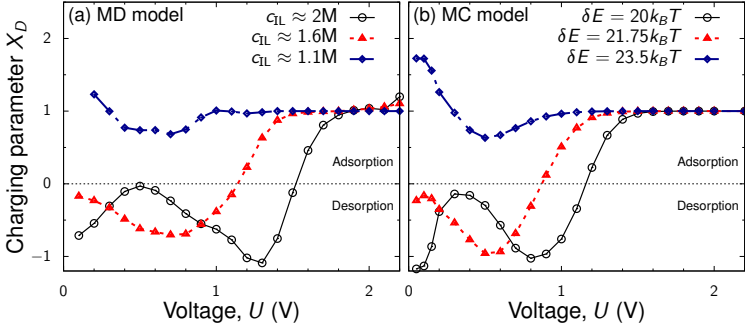 (a) MD model
c_IL ≈ 2M
c_IL ≈ 1.6M
c_IL ≈ 1.1M
(b) MC model
δE = 20k_BT
δE = 21.75k_BT
δE = 23.5k_BT
Charging parameter X_D
2
1
0
−1
Adsorption
Desorption
Adsorption
Desorption
0
1
2
0
1
2
Voltage, U (V)
Voltage, U (V)